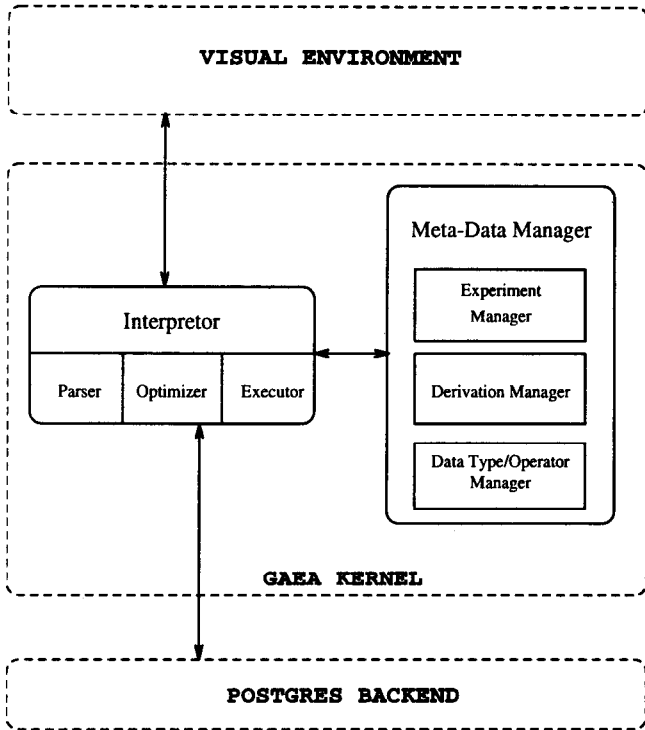 VISUAL ENVIRONMENT
Meta-Data Manager
Experiment
Manager
Interpretor
Parser
Optimizer
Executor
Derivation Manager
Data Type/Operator
Manager
GAEA KERNEL
POSTGRES BACKEND